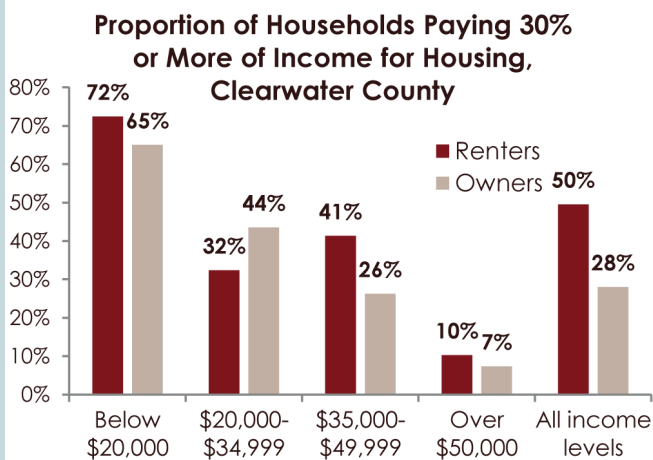 Proportion of Households Paying 30%
or More of Income for Housing,
Clearwater County
80%
70%
60%
50%
40%
30%
20%
10%
0%
72%
65%
32%
44%
41%
26%
10%
7%
50%
28%
Renters
Owners
Below
$20,000
$20,000-
$34,999
$35,000-
$49,999
Over
$50,000
All income
levels